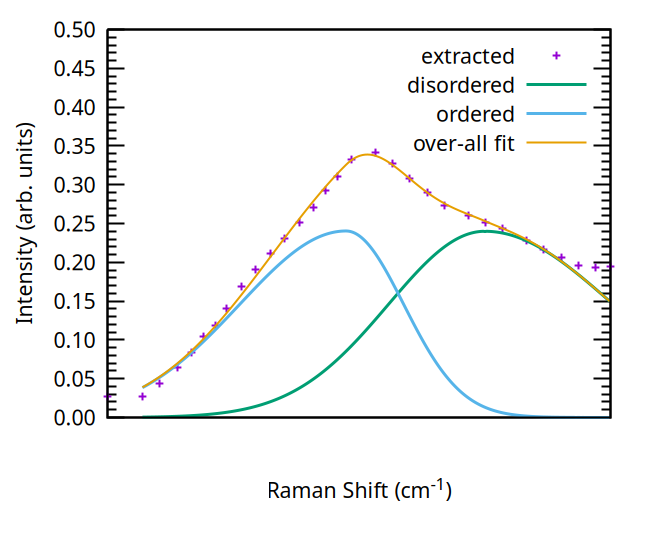 0.50
0.45
0.40
0.35
0.30
0.25
0.20
0.15
0.10
0.05
0.00
Intensity (arb. units)
extracted
disordered
ordered
over-all fit
Raman Shift (cm⁻¹)